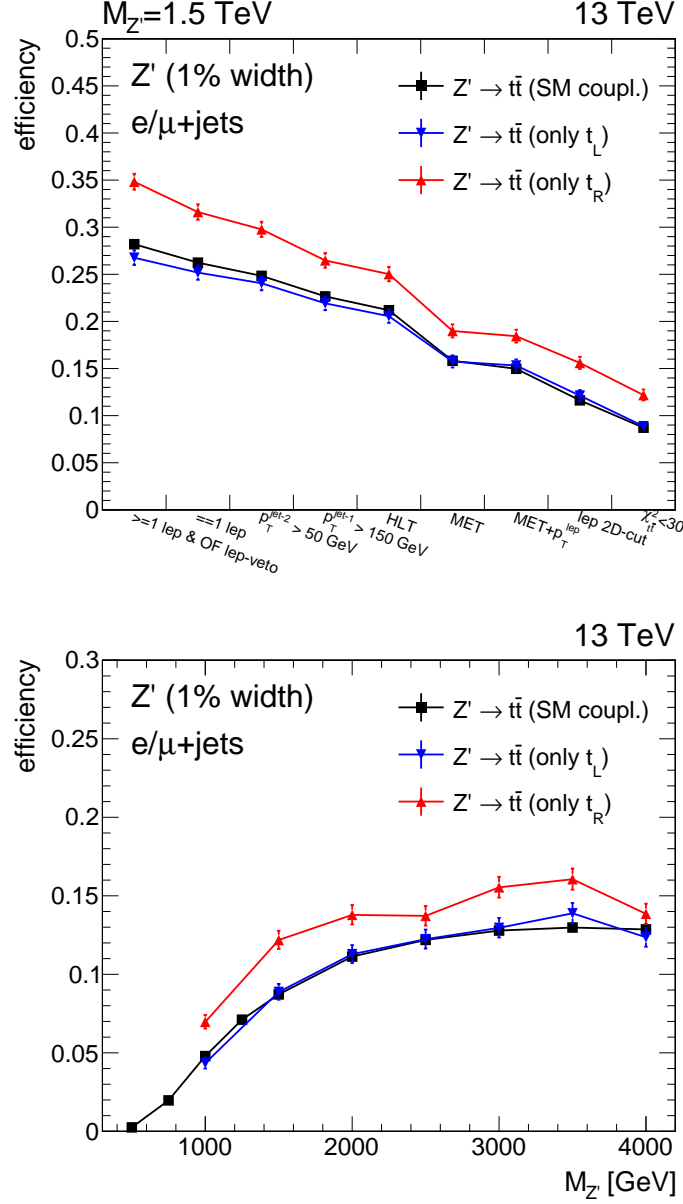 M_Z'=1.5 TeV 13 TeV
efficiency
0.5
0.45
0.4
0.35
0.3
0.25
0.2
0.15
0.1
0.05
0
Z' (1% width)
e/μ+jets
Z' → tt̄ (SM coupl.)
Z' → tt̄ (only t_L)
Z' → tt̄ (only t_R)
>=1 lep & OF lep-veto
==1 lep
p_T^jet-2 > 50 GeV
p_T^jet-1 > 150 GeV
HLT
MET
MET+p_T^lep
lep 2D-cut
χ²_tt̄<30
13 TeV
efficiency
0.3
0.25
0.2
0.15
0.1
0.05
0
Z' (1% width)
e/μ+jets
Z' → tt̄ (SM coupl.)
Z' → tt̄ (only t_L)
Z' → tt̄ (only t_R)
1000 2000 3000 4000
M_Z' [GeV]